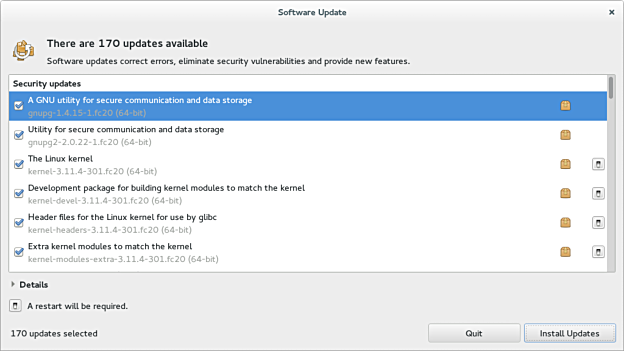 Software Update
There are 170 updates available
Software updates correct errors, eliminate security vulnerabilities and provide new features.
Security updates
A GNU utility for secure communication and data storage
gnupg-1.4.15-1.fc20 (64-bit)
Utility for secure communication and data storage
gnupg2-2.0.22-1.fc20 (64-bit)
The Linux kernel
kernel-3.11.4-301.fc20 (64-bit)
Development package for building kernel modules to match the kernel
kernel-devel-3.11.4-301.fc20 (64-bit)
Header files for the Linux kernel for use by glibc
kernel-headers-3.11.4-301.fc20 (64-bit)
Extra kernel modules to match the kernel
kernel-modules-extra-3.11.4-301.fc20 (64-bit)
Details
A restart will be required.
170 updates selected
Quit
Install Updates